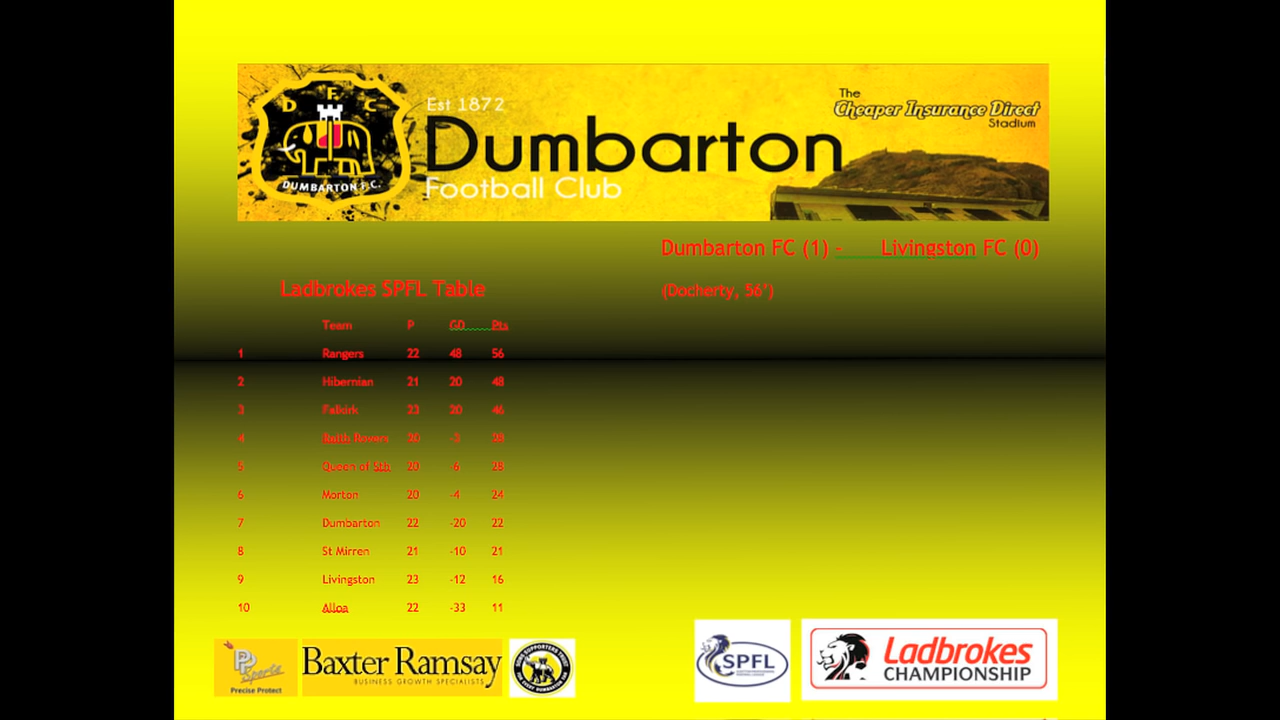 D F C
DUMBARTON F.C.
Est 1872
Dumbarton
Football Club
The
Cheaper Insurance Direct
Stadium
Dumbarton FC (1) – Livingston FC (0)
(Docherty, 56’)
Ladbrokes SPFL Table
Team P GD Pts
1 Rangers 22 48 56
2 Hibernian 21 20 48
3 Falkirk 23 20 46
4 Raith Rovers 20 -3 28
5 Queen of Sth 20 -6 28
6 Morton 20 -4 24
7 Dumbarton 22 -20 22
8 St Mirren 21 -10 21
9 Livingston 23 -12 16
10 Alloa 22 -33 11
PP Sports
Precise Protect
Baxter Ramsay
BUSINESS GROWTH SPECIALISTS
SPFL
Ladbrokes
CHAMPIONSHIP